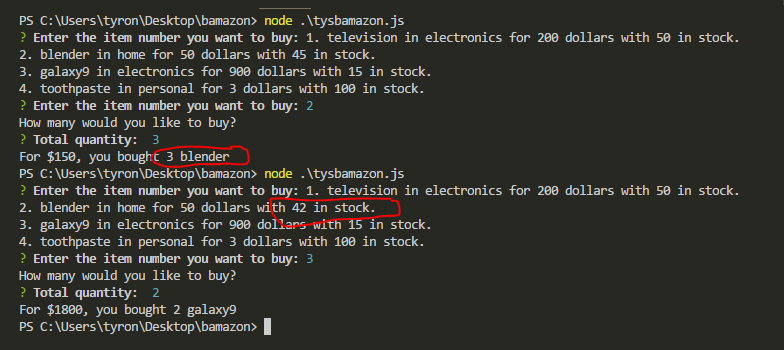 PS C:\Users\tyron\Desktop\bamazon> node .\tysbamazon.js
? Enter the item number you want to buy: 1. television in electronics for 200 dollars with 50 in stock.
2. blender in home for 50 dollars with 45 in stock.
3. galaxy9 in electronics for 900 dollars with 15 in stock.
4. toothpaste in personal for 3 dollars with 100 in stock.
? Enter the item number you want to buy: 2
How many would you like to buy?
? Total quantity:  3
For $150, you bought 3 blender
PS C:\Users\tyron\Desktop\bamazon> node .\tysbamazon.js
? Enter the item number you want to buy: 1. television in electronics for 200 dollars with 50 in stock.
2. blender in home for 50 dollars with 42 in stock.
3. galaxy9 in electronics for 900 dollars with 15 in stock.
4. toothpaste in personal for 3 dollars with 100 in stock.
? Enter the item number you want to buy: 3
How many would you like to buy?
? Total quantity:  2
For $1800, you bought 2 galaxy9
PS C:\Users\tyron\Desktop\bamazon>